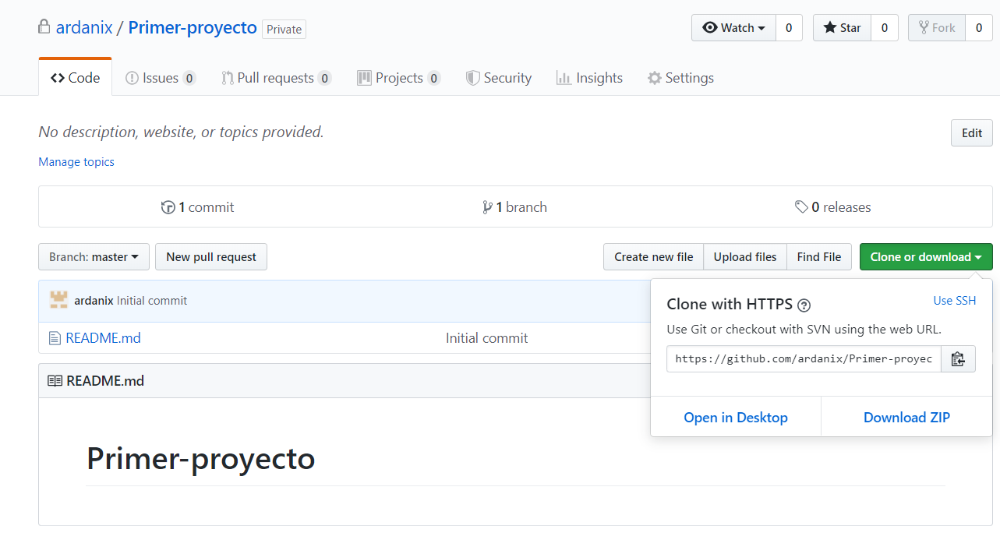 ardanix / Primer-proyecto Private Watch 0 Star 0 Fork 0
Code Issues 0 Pull requests 0 Projects 0 Security Insights Settings
No description, website, or topics provided. Edit
Manage topics
1 commit 1 branch 0 releases
Branch: master New pull request Create new file Upload files Find File Clone or download
ardanix Initial commit
README.md Initial commit
Clone with HTTPS Use SSH
Use Git or checkout with SVN using the web URL.
https://github.com/ardanix/Primer-proyec
Open in Desktop Download ZIP
README.md
Primer-proyecto